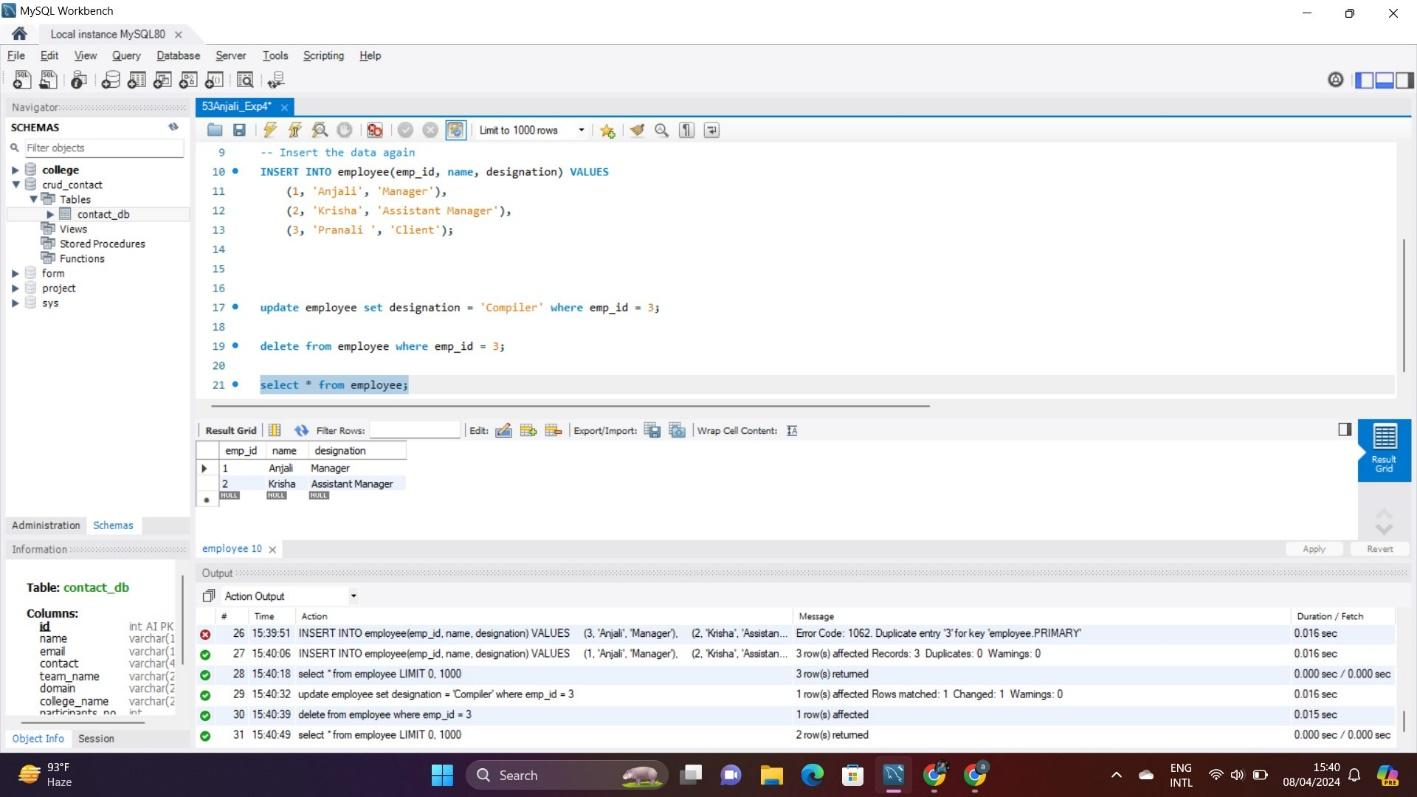 MySQL Workbench
Local instance MySQL80
File Edit View Query Database Server Tools Scripting Help
Navigator
53Anjali_Exp4*
SCHEMAS
Filter objects
Limit to 1000 rows
college
crud_contact
Tables
contact_db
Views
Stored Procedures
Functions
form
project
sys
9 -- Insert the data again
10 INSERT INTO employee(emp_id, name, designation) VALUES
11 (1, 'Anjali', 'Manager'),
12 (2, 'Krisha', 'Assistant Manager'),
13 (3, 'Pranali ', 'Client');
14
15
16
17 update employee set designation = 'Compiler' where emp_id = 3;
18
19 delete from employee where emp_id = 3;
20
21 select * from employee;
Result Grid Filter Rows: Edit: Export/Import: Wrap Cell Content:
Result Grid
emp_id name designation
1 Anjali Manager
2 Krisha Assistant Manager
NULL NULL NULL
Administration Schemas
employee 10
Apply Revert
Information
Table: contact_db
Columns:
id int AI PK
name varchar(1
email varchar(1
contact varchar(4
team_name varchar(2
domain varchar(2
college_name varchar(2
participants_no int
Object Info Session
Output
Action Output
# Time Action Message Duration / Fetch
26 15:39:51 INSERT INTO employee(emp_id, name, designation) VALUES (3, 'Anjali', 'Manager'), (2, 'Krisha', 'Assistan... Error Code: 1062. Duplicate entry '3' for key 'employee.PRIMARY' 0.016 sec
27 15:40:06 INSERT INTO employee(emp_id, name, designation) VALUES (1, 'Anjali', 'Manager'), (2, 'Krisha', 'Assistan... 3 row(s) affected Records: 3 Duplicates: 0 Warnings: 0 0.016 sec
28 15:40:18 select * from employee LIMIT 0, 1000 3 row(s) returned 0.000 sec / 0.000 sec
29 15:40:32 update employee set designation = 'Compiler' where emp_id = 3 1 row(s) affected Rows matched: 1 Changed: 1 Warnings: 0 0.016 sec
30 15:40:39 delete from employee where emp_id = 3 1 row(s) affected 0.015 sec
31 15:40:49 select * from employee LIMIT 0, 1000 2 row(s) returned 0.000 sec / 0.000 sec
93°F
Haze
Search
ENG
INTL
15:40
08/04/2024